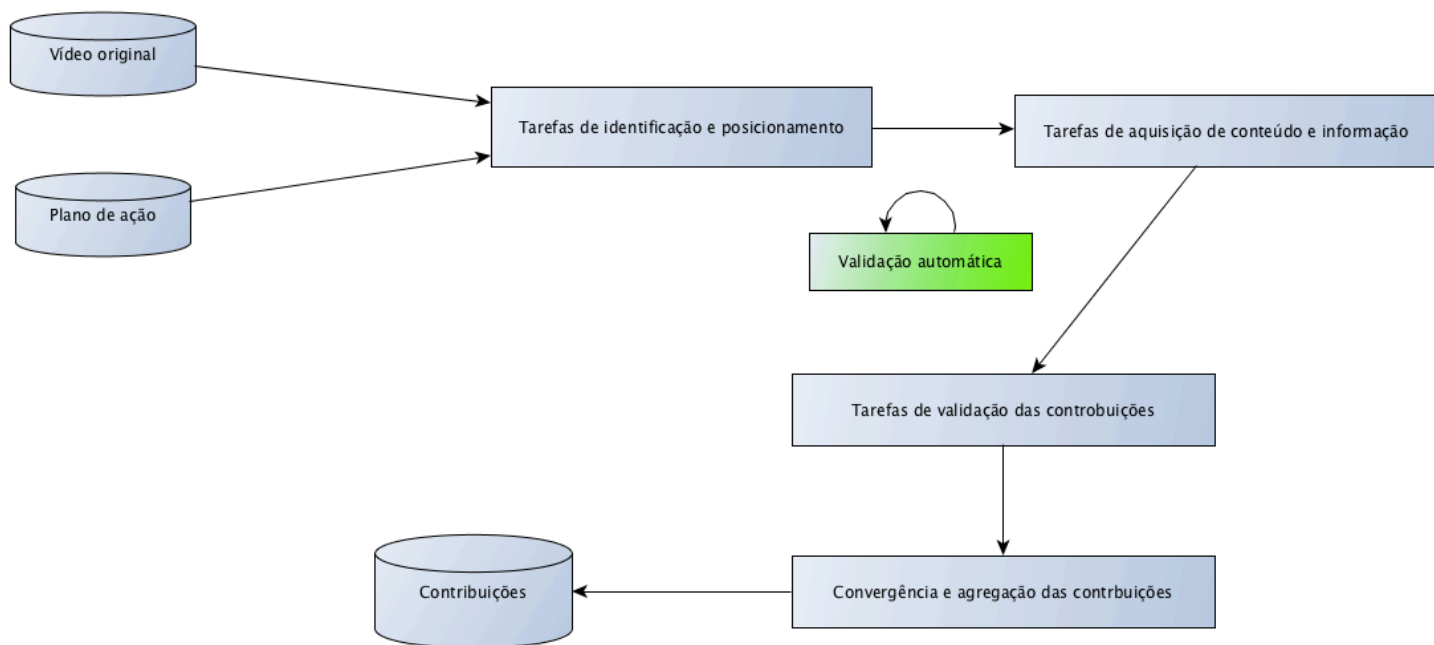 Vídeo original
Tarefas de identificação e posicionamento
Tarefas de aquisição de conteúdo e informação
Plano de ação
Validação automática
Tarefas de validação das controbuições
Convergência e agregação das contrbuições
Contribuições